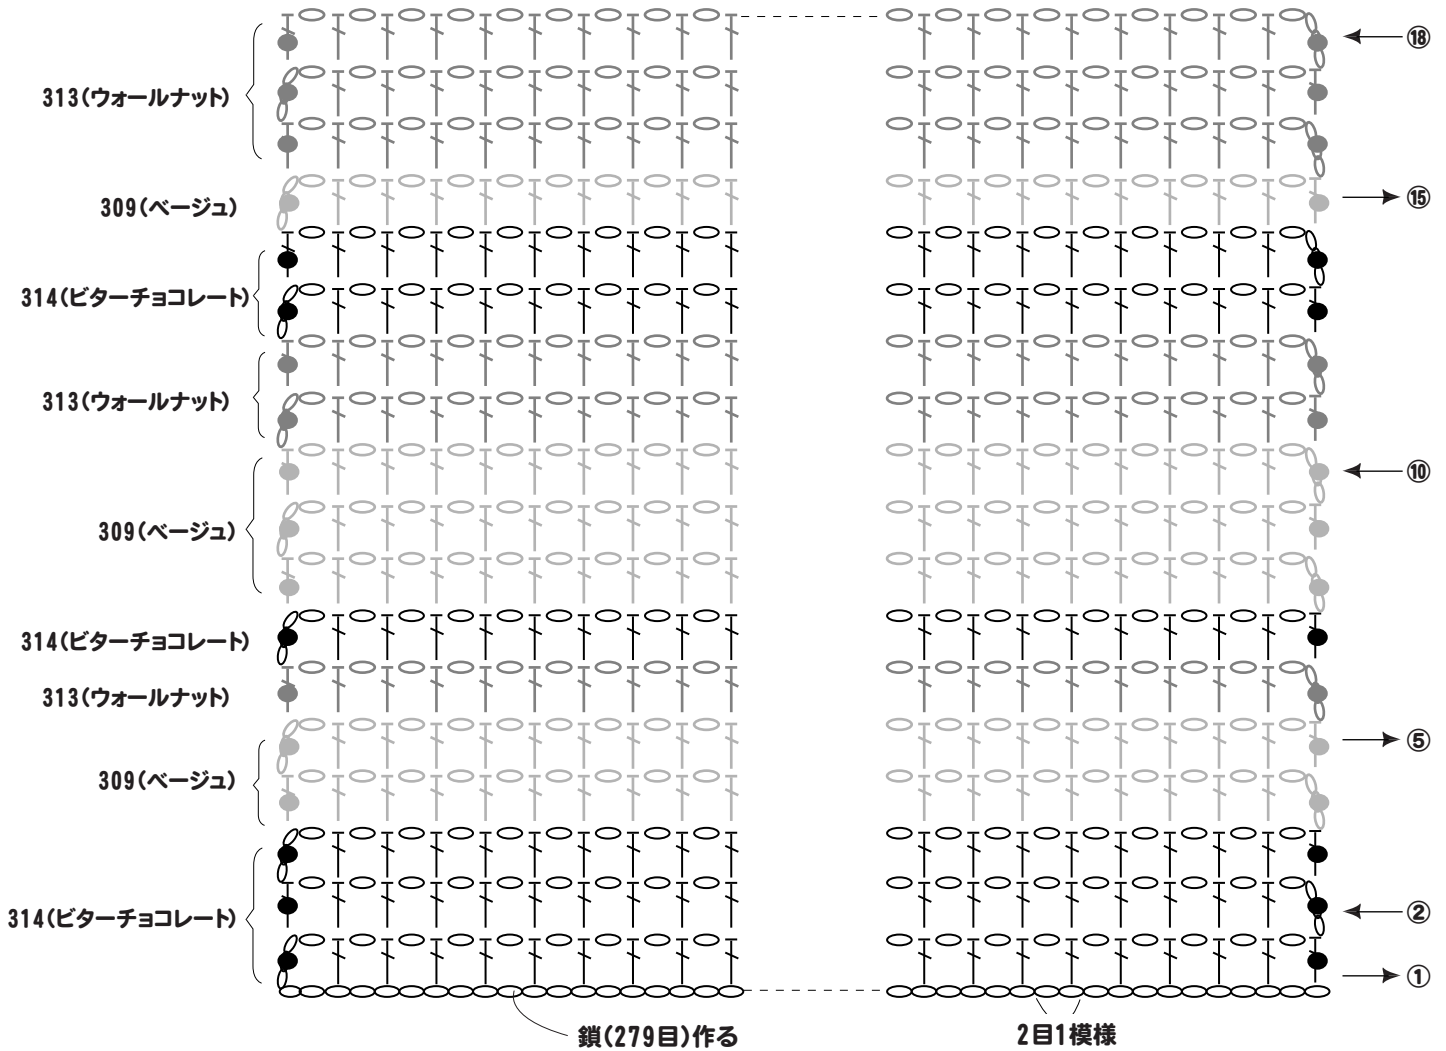 ⑱
313(ウォールナット)
309(ベージュ)
⑮
314(ビターチョコレート)
313(ウォールナット)
⑩
309(ベージュ)
314(ビターチョコレート)
313(ウォールナット)
⑤
309(ベージュ)
314(ビターチョコレート)
②
①
鎖(279目)作る
2目1模様